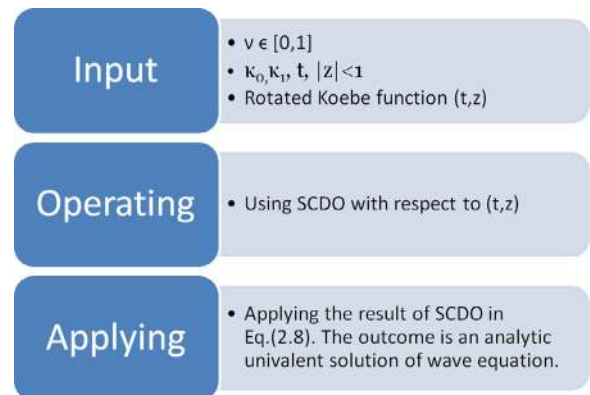 Input
• ν ϵ [0,1]
• κ₀,κ₁, t, |z|<1
• Rotated Koebe function (t,z)
Operating
• Using SCDO with respect to (t,z)
Applying
• Applying the result of SCDO in
Eq.(2.8). The outcome is an analytic
univalent solution of wave equation.